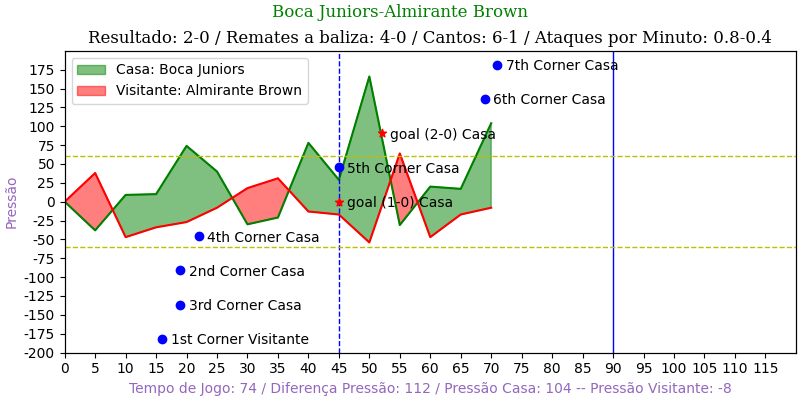 Boca Juniors-Almirante Brown
Resultado: 2-0 / Remates a baliza: 4-0 / Cantos: 6-1 / Ataques por Minuto: 0.8-0.4
Casa: Boca Juniors
Visitante: Almirante Brown
7th Corner Casa
6th Corner Casa
goal (2-0) Casa
5th Corner Casa
goal (1-0) Casa
4th Corner Casa
2nd Corner Casa
3rd Corner Casa
1st Corner Visitante
Pressão
175
150
125
100
75
50
25
0
-25
-50
-75
-100
-125
-150
-175
-200
0 5 10 15 20 25 30 35 40 45 50 55 60 65 70 75 80 85 90 95 100 105 110 115
Tempo de Jogo: 74 / Diferença Pressão: 112 / Pressão Casa: 104 -- Pressão Visitante: -8